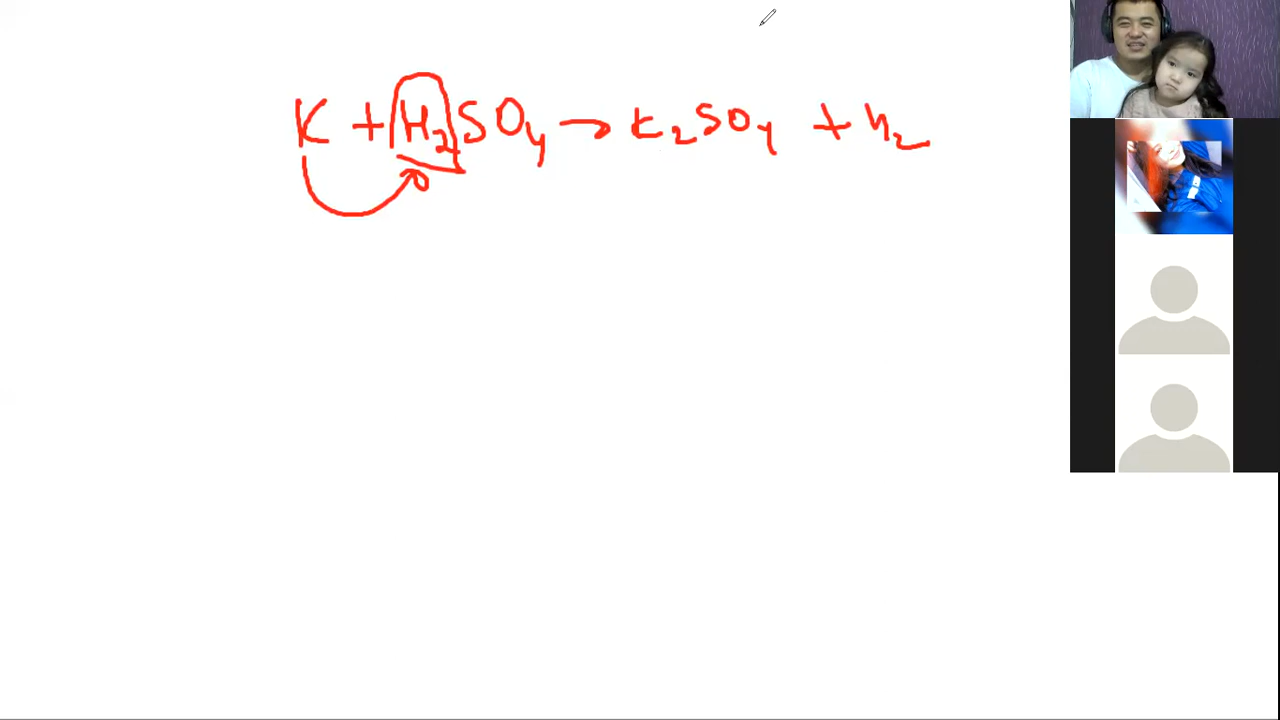 K + H₂SO₄ → K₂SO₄ + h₂